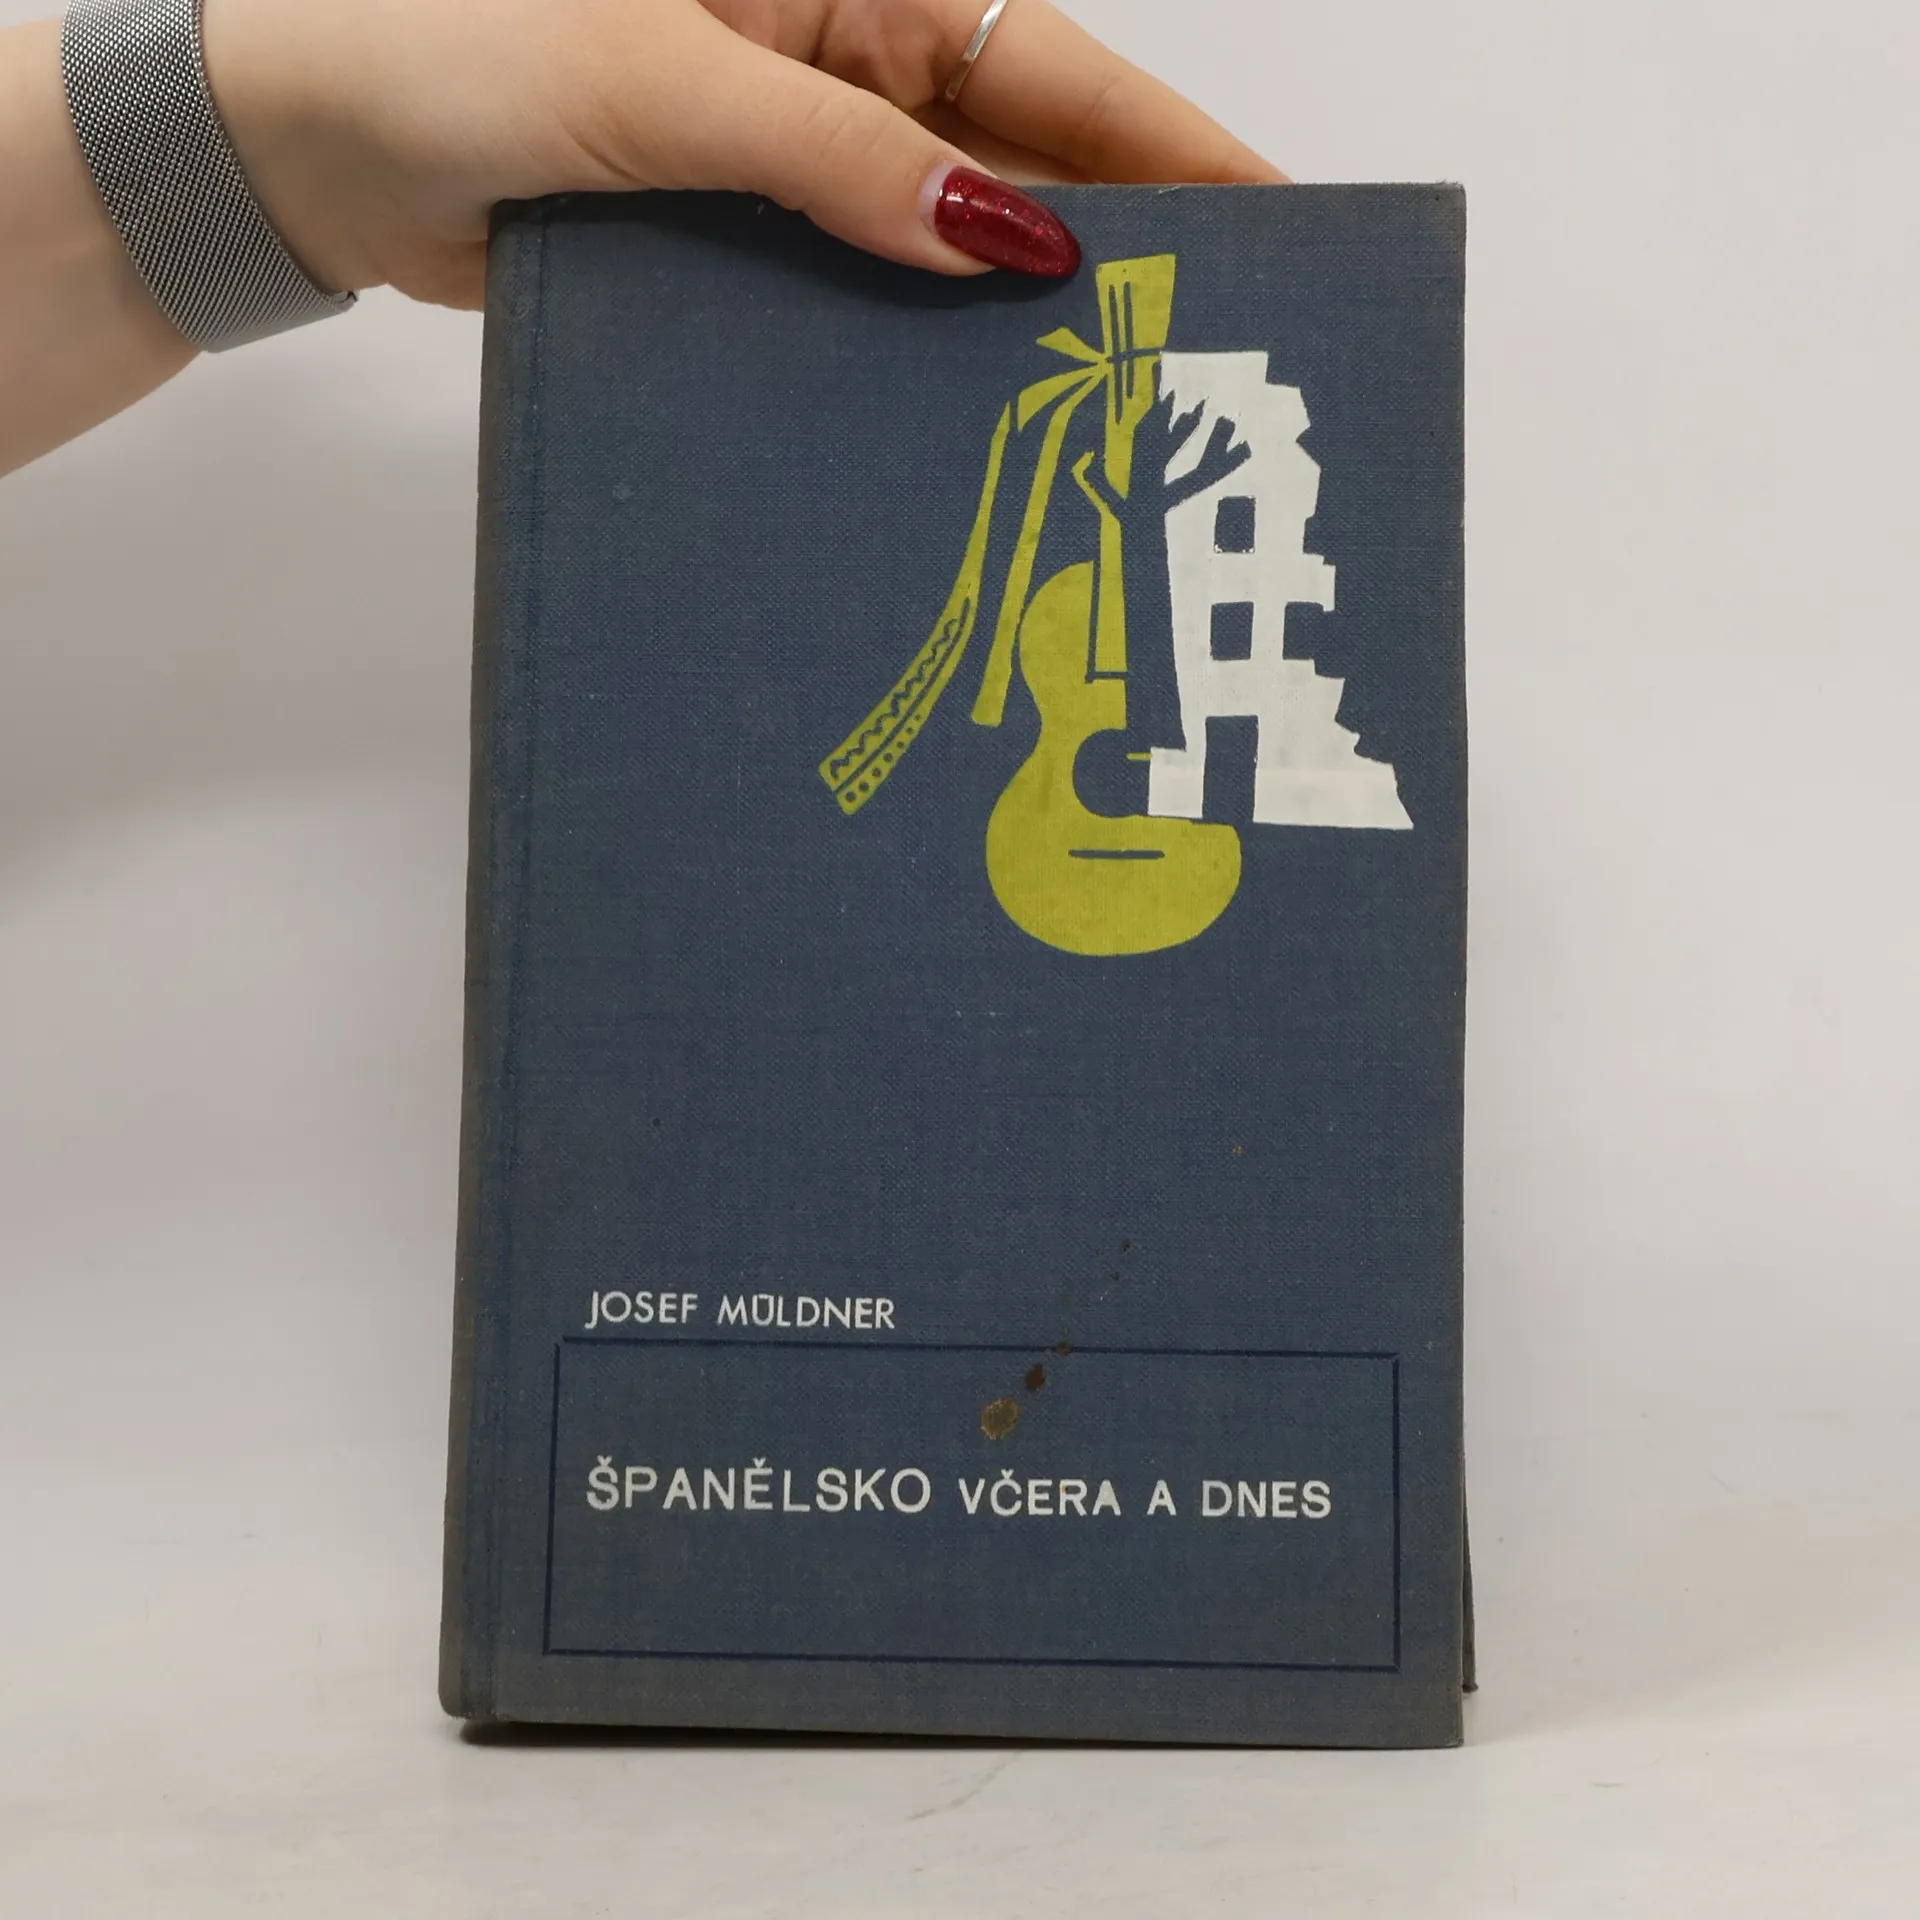 JOSEF MÜLDNER
ŠPANĚLSKO VČERA A DNES